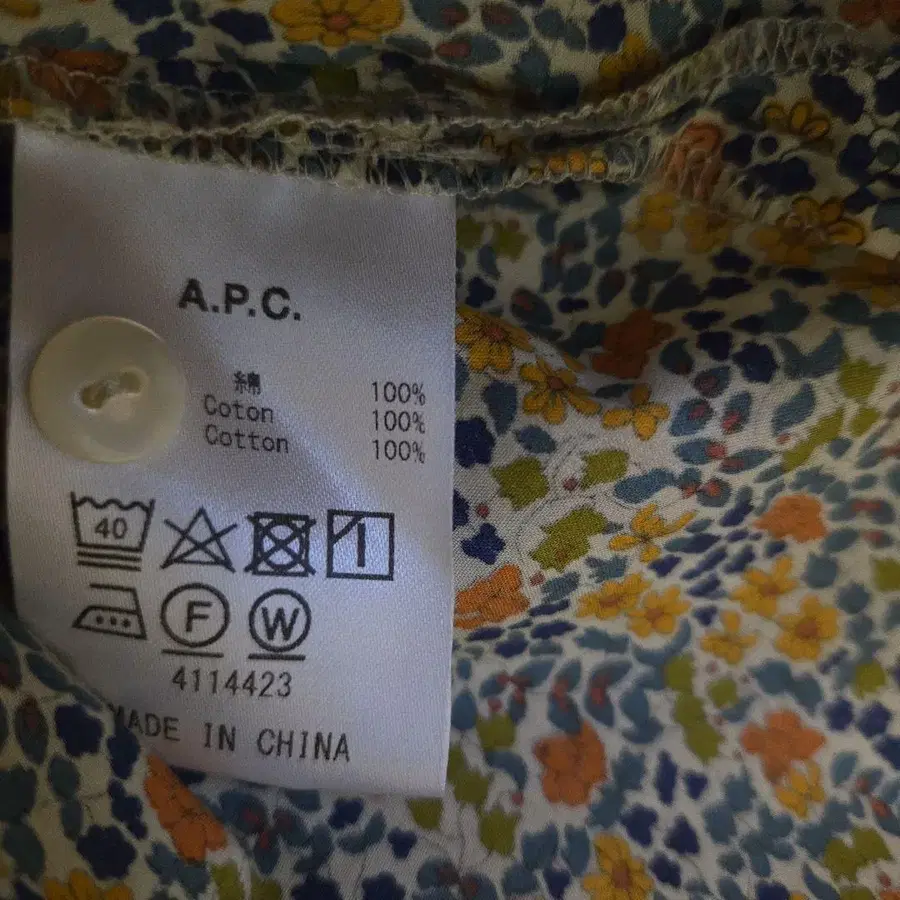 A.P.C.
綿 100%
Coton 100%
Cotton 100%
40
F W
4114423
MADE IN CHINA